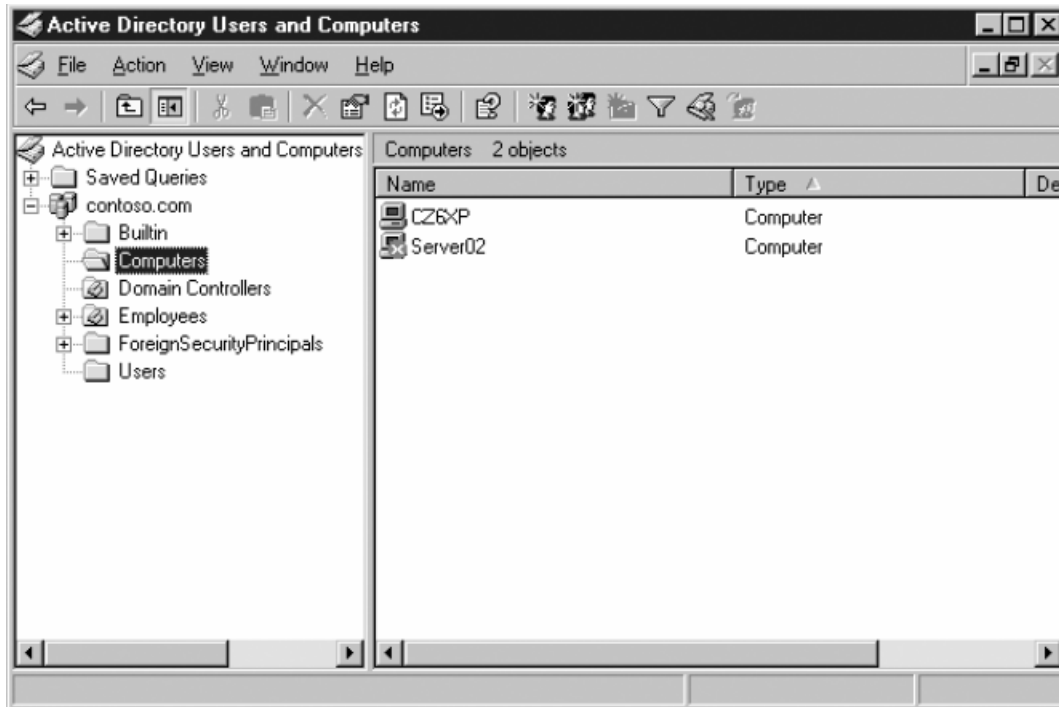 Active Directory Users and Computers
File Action View Window Help
Active Directory Users and Computers
Saved Queries
contoso.com
Builtin
Computers
Domain Controllers
Employees
ForeignSecurityPrincipals
Users
Computers 2 objects
Name Type De
CZ6XP Computer
Server02 Computer